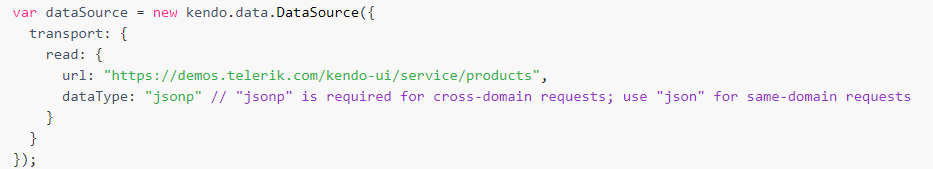 var dataSource = new kendo.data.DataSource({
  transport: {
    read: {
      url: "https://demos.telerik.com/kendo-ui/service/products",
      dataType: "jsonp" // "jsonp" is required for cross-domain requests; use "json" for same-domain requests
    }
  }
});